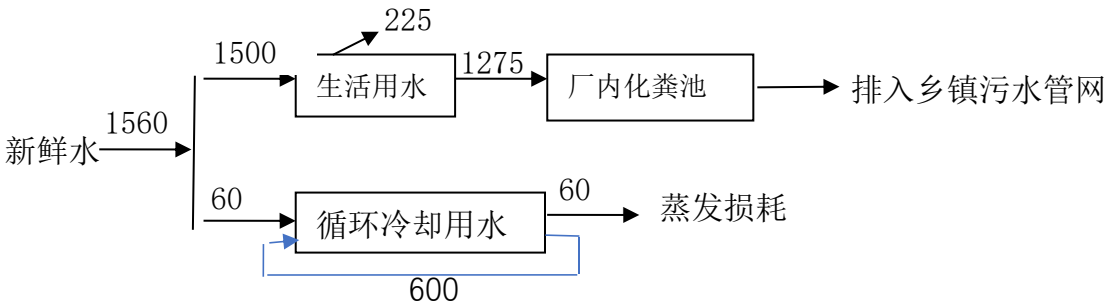 225
1500
生活用水
1275
厂内化粪池
排入乡镇污水管网
1560
新鲜水
60
循环冷却用水
60
蒸发损耗
600